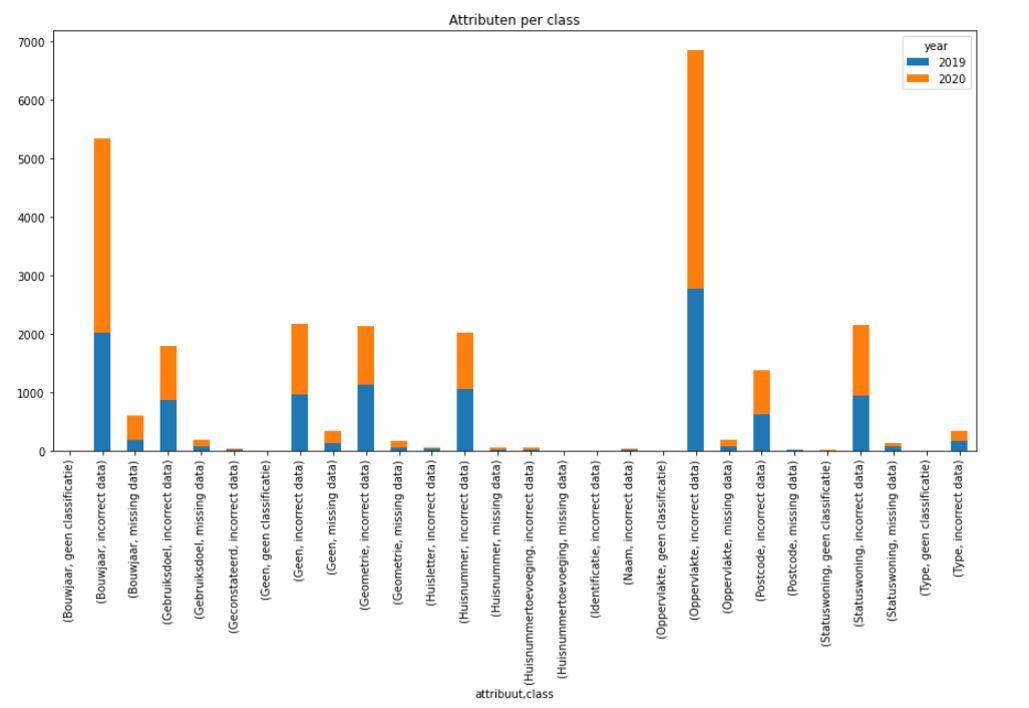 Attributen per class
year
2019
2020
7000
6000
5000
4000
3000
2000
1000
0
(Bouwjaar, geen classificatie)
(Bouwjaar, incorrect data)
(Bouwjaar, missing data)
(Gebruiksdoel, incorrect data)
(Gebruiksdoel, missing data)
(Geconstateerd, incorrect data)
(Geen, geen classificatie)
(Geen, incorrect data)
(Geen, missing data)
(Geometrie, incorrect data)
(Geometrie, missing data)
(Huisletter, incorrect data)
(Huisnummer, incorrect data)
(Huisnummer, missing data)
(Huisnummertoevoeging, incorrect data)
(Huisnummertoevoeging, missing data)
(Identificatie, incorrect data)
(Naam, incorrect data)
(Oppervlakte, geen classificatie)
(Oppervlakte, incorrect data)
(Oppervlakte, missing data)
(Postcode, incorrect data)
(Postcode, missing data)
(Statuswoning, geen classificatie)
(Statuswoning, incorrect data)
(Statuswoning, missing data)
(Type, geen classificatie)
(Type, incorrect data)
attribuut,class